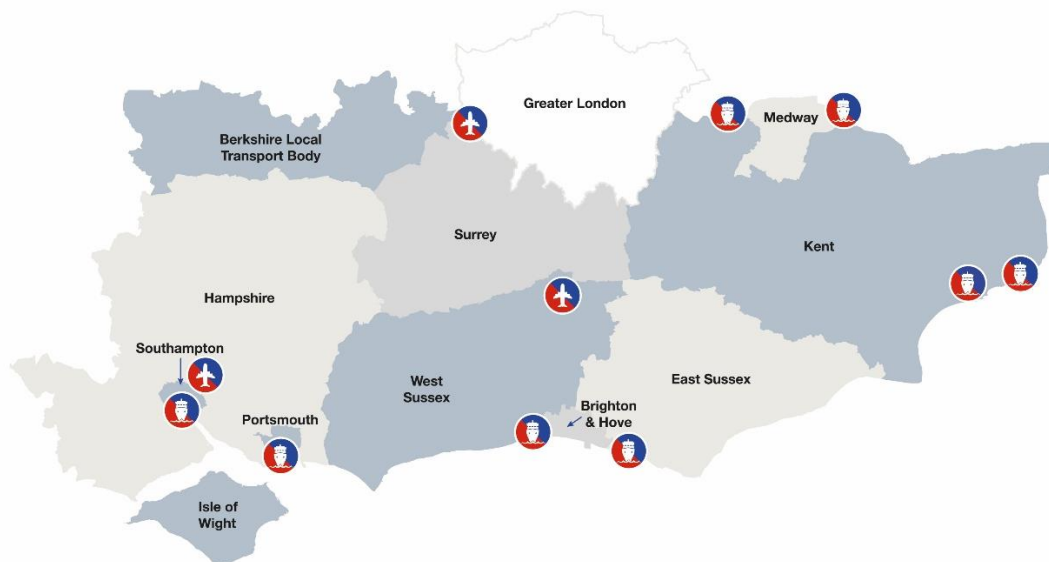 Greater London
Medway
Berkshire Local
Transport Body
Surrey
Kent
Hampshire
Southampton
West
Sussex
East Sussex
Brighton
& Hove
Portsmouth
Isle of
Wight